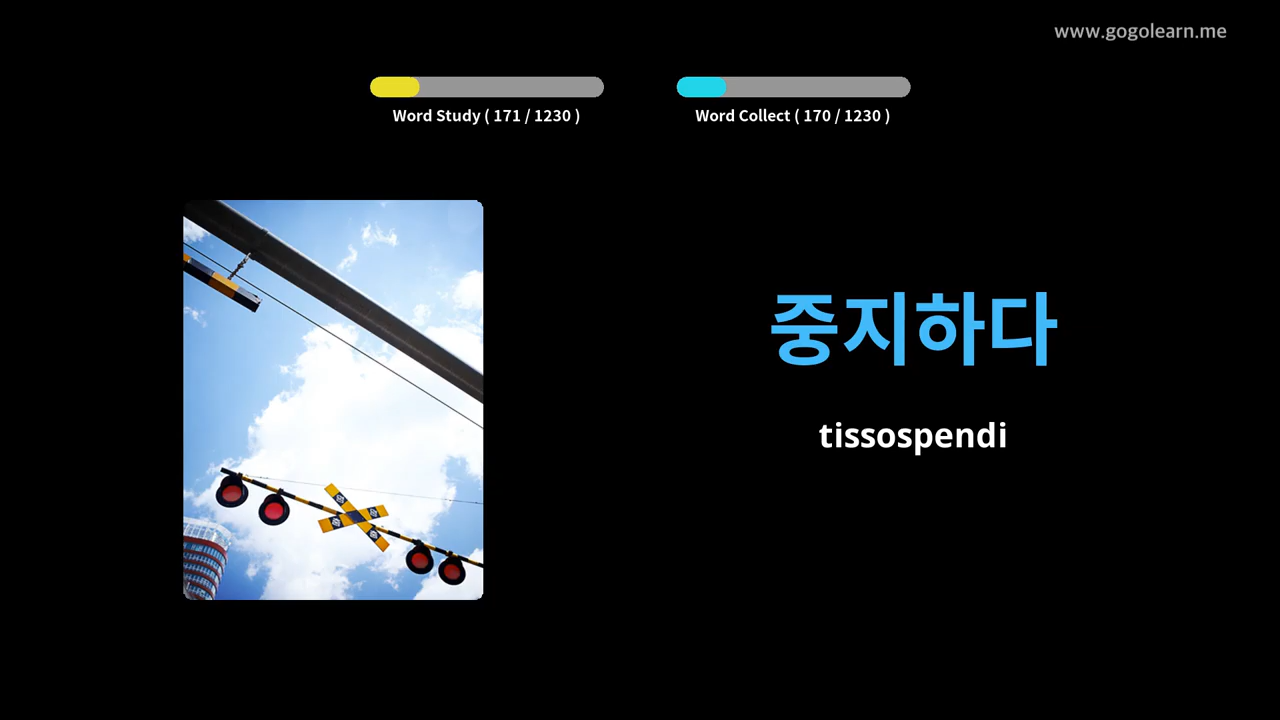 www.gogolearn.me
Word Study ( 171 / 1230 )
Word Collect ( 170 / 1230 )
중지하다
tissospendi